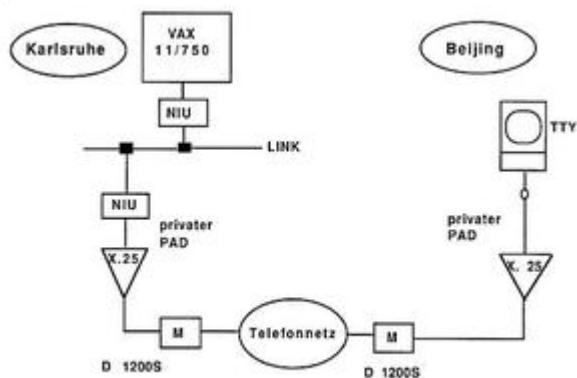 Karlsruhe
VAX
11/750
Beijing
NIU
TTY
LINK
NIU
privater
PAD
privater
PAD
X.25
X. 25
M
Telefonnetz
M
D 1200S
D 1200S